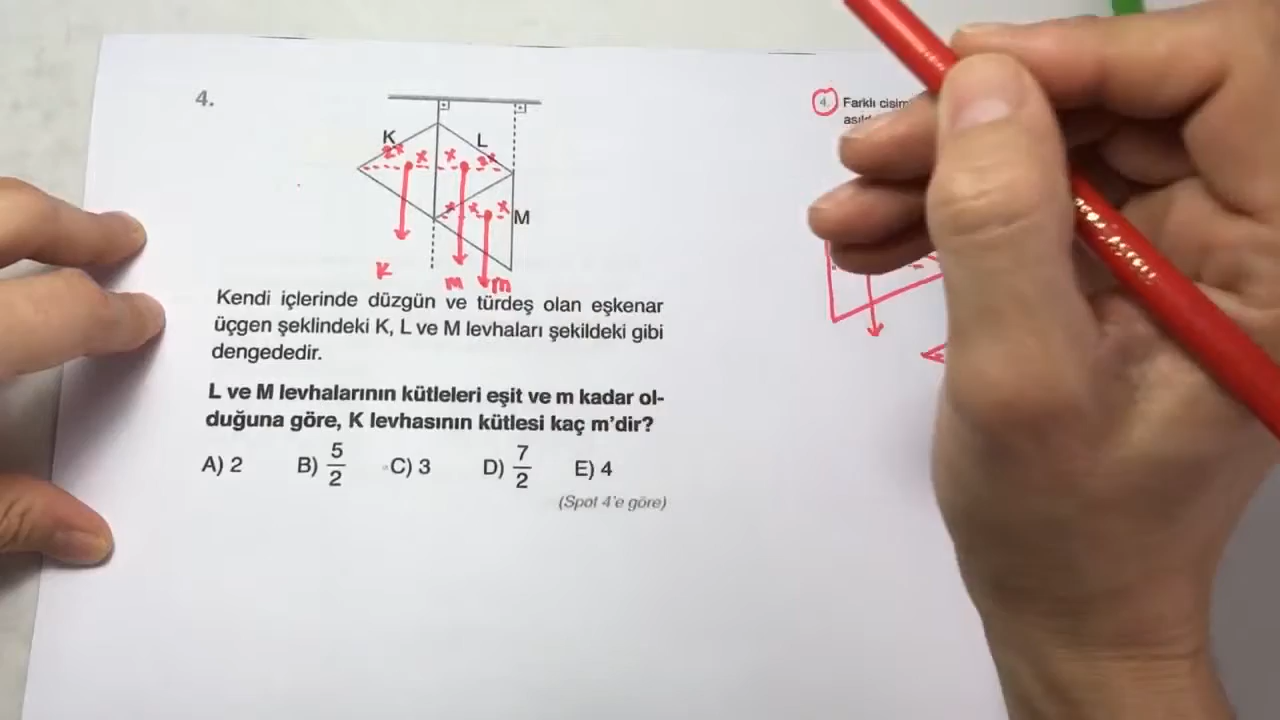 4.
K
L
2x x x 2x
x x x
M
K m m
Kendi içlerinde düzgün ve türdeş olan eşkenar
üçgen şeklindeki K, L ve M levhaları şekildeki gibi
dengededir.
L ve M levhalarının kütleleri eşit ve m kadar ol-
duğuna göre, K levhasının kütlesi kaç m'dir?
A) 2 B) 5/2 C) 3 D) 7/2 E) 4
(Spot 4'e göre)
4. Farklı